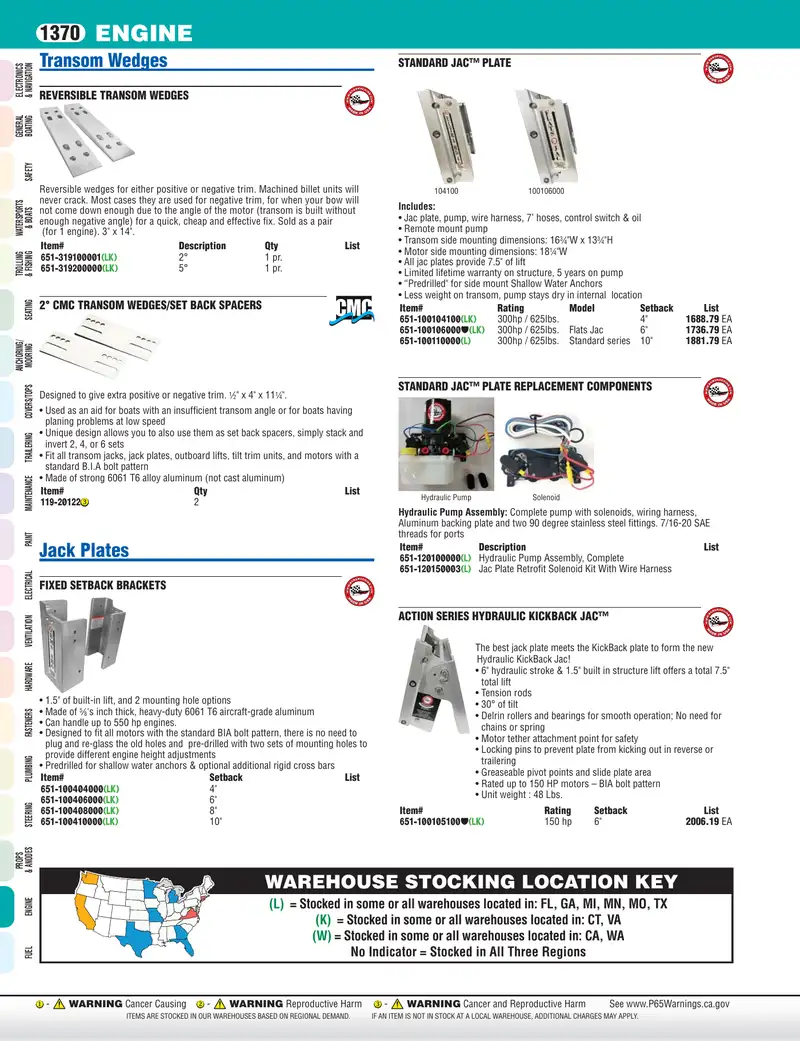 1370 ENGINE
ELECTRONICS
& NAVIGATION
GENERAL
BOATING
SAFETY
WATERSPORTS
& BOATS
TROLLING
& FISHING
SEATING
ANCHORING/
MOORING
COVERS/TOPS
TRAILERING
MAINTENANCE
PAINT
ELECTRICAL
VENTILATION
HARDWARE
FASTENERS
PLUMBING
STEERING
PROPS
& ANODES
ENGINE
FUEL
Transom Wedges
REVERSIBLE TRANSOM WEDGES
Reversible wedges for either positive or negative trim. Machined billet units will
never crack. Most cases they are used for negative trim, for when your bow will
not come down enough due to the angle of the motor (transom is built without
enough negative angle) for a quick, cheap and effective fix. Sold as a pair
(for 1 engine). 3" x 14".
Item# Description Qty List
651-319100001(LK) 2° 1 pr.
651-319200000(LK) 5° 1 pr.
2° CMC TRANSOM WEDGES/SET BACK SPACERS
CMC
Designed to give extra positive or negative trim. ½" x 4" x 11¼".
• Used as an aid for boats with an insufficient transom angle or for boats having
planing problems at low speed
• Unique design allows you to also use them as set back spacers, simply stack and
invert 2, 4, or 6 sets
• Fit all transom jacks, jack plates, outboard lifts, tilt trim units, and motors with a
standard B.I.A bolt pattern
• Made of strong 6061 T6 alloy aluminum (not cast aluminum)
Item# Qty List
119-20122 3 2
Jack Plates
FIXED SETBACK BRACKETS
• 1.5" of built-in lift, and 2 mounting hole options
• Made of ⅜'s inch thick, heavy-duty 6061 T6 aircraft-grade aluminum
• Can handle up to 550 hp engines.
• Designed to fit all motors with the standard BIA bolt pattern, there is no need to
plug and re-glass the old holes and pre-drilled with two sets of mounting holes to
provide different engine height adjustments
• Predrilled for shallow water anchors & optional additional rigid cross bars
Item# Setback List
651-100404000(LK) 4"
651-100406000(LK) 6"
651-100408000(LK) 8"
651-100410000(LK) 10"
STANDARD JAC™ PLATE
104100 100106000
Includes:
• Jac plate, pump, wire harness, 7' hoses, control switch & oil
• Remote mount pump
• Transom side mounting dimensions: 16¾"W x 13¾"H
• Motor side mounting dimensions: 18¼"W
• All jac plates provide 7.5" of lift
• Limited lifetime warranty on structure, 5 years on pump
• "Predrilled" for side mount Shallow Water Anchors
• Less weight on transom, pump stays dry in internal location
Item# Rating Model Setback List
651-100104100(LK) 300hp / 625lbs. 4" 1688.79 EA
651-100106000(LK) 300hp / 625lbs. Flats Jac 6" 1736.79 EA
651-100110000(L) 300hp / 625lbs. Standard series 10" 1881.79 EA
STANDARD JAC™ PLATE REPLACEMENT COMPONENTS
Hydraulic Pump Solenoid
Hydraulic Pump Assembly: Complete pump with solenoids, wiring harness,
Aluminum backing plate and two 90 degree stainless steel fittings. 7/16-20 SAE
threads for ports
Item# Description List
651-120100000(L) Hydraulic Pump Assembly, Complete
651-120150003(L) Jac Plate Retrofit Solenoid Kit With Wire Harness
ACTION SERIES HYDRAULIC KICKBACK JAC™
The best jack plate meets the KickBack plate to form the new
Hydraulic KickBack Jac!
• 6" hydraulic stroke & 1.5" built in structure lift offers a total 7.5"
total lift
• Tension rods
• 30° of tilt
• Delrin rollers and bearings for smooth operation; No need for
chains or spring
• Motor tether attachment point for safety
• Locking pins to prevent plate from kicking out in reverse or
trailering
• Greaseable pivot points and slide plate area
• Rated up to 150 HP motors – BIA bolt pattern
• Unit weight : 48 Lbs.
Item# Rating Setback List
651-100105100(LK) 150 hp 6" 2006.19 EA
WAREHOUSE STOCKING LOCATION KEY
(L) = Stocked in some or all warehouses located in: FL, GA, MI, MN, MO, TX
(K) = Stocked in some or all warehouses located in: CT, VA
(W) = Stocked in some or all warehouses located in: CA, WA
No Indicator = Stocked in All Three Regions
1 - WARNING Cancer Causing 2 - WARNING Reproductive Harm 3 - WARNING Cancer and Reproductive Harm See www.P65Warnings.ca.gov
ITEMS ARE STOCKED IN OUR WAREHOUSES BASED ON REGIONAL DEMAND. IF AN ITEM IS NOT IN STOCK AT A LOCAL WAREHOUSE, ADDITIONAL CHARGES MAY APPLY.